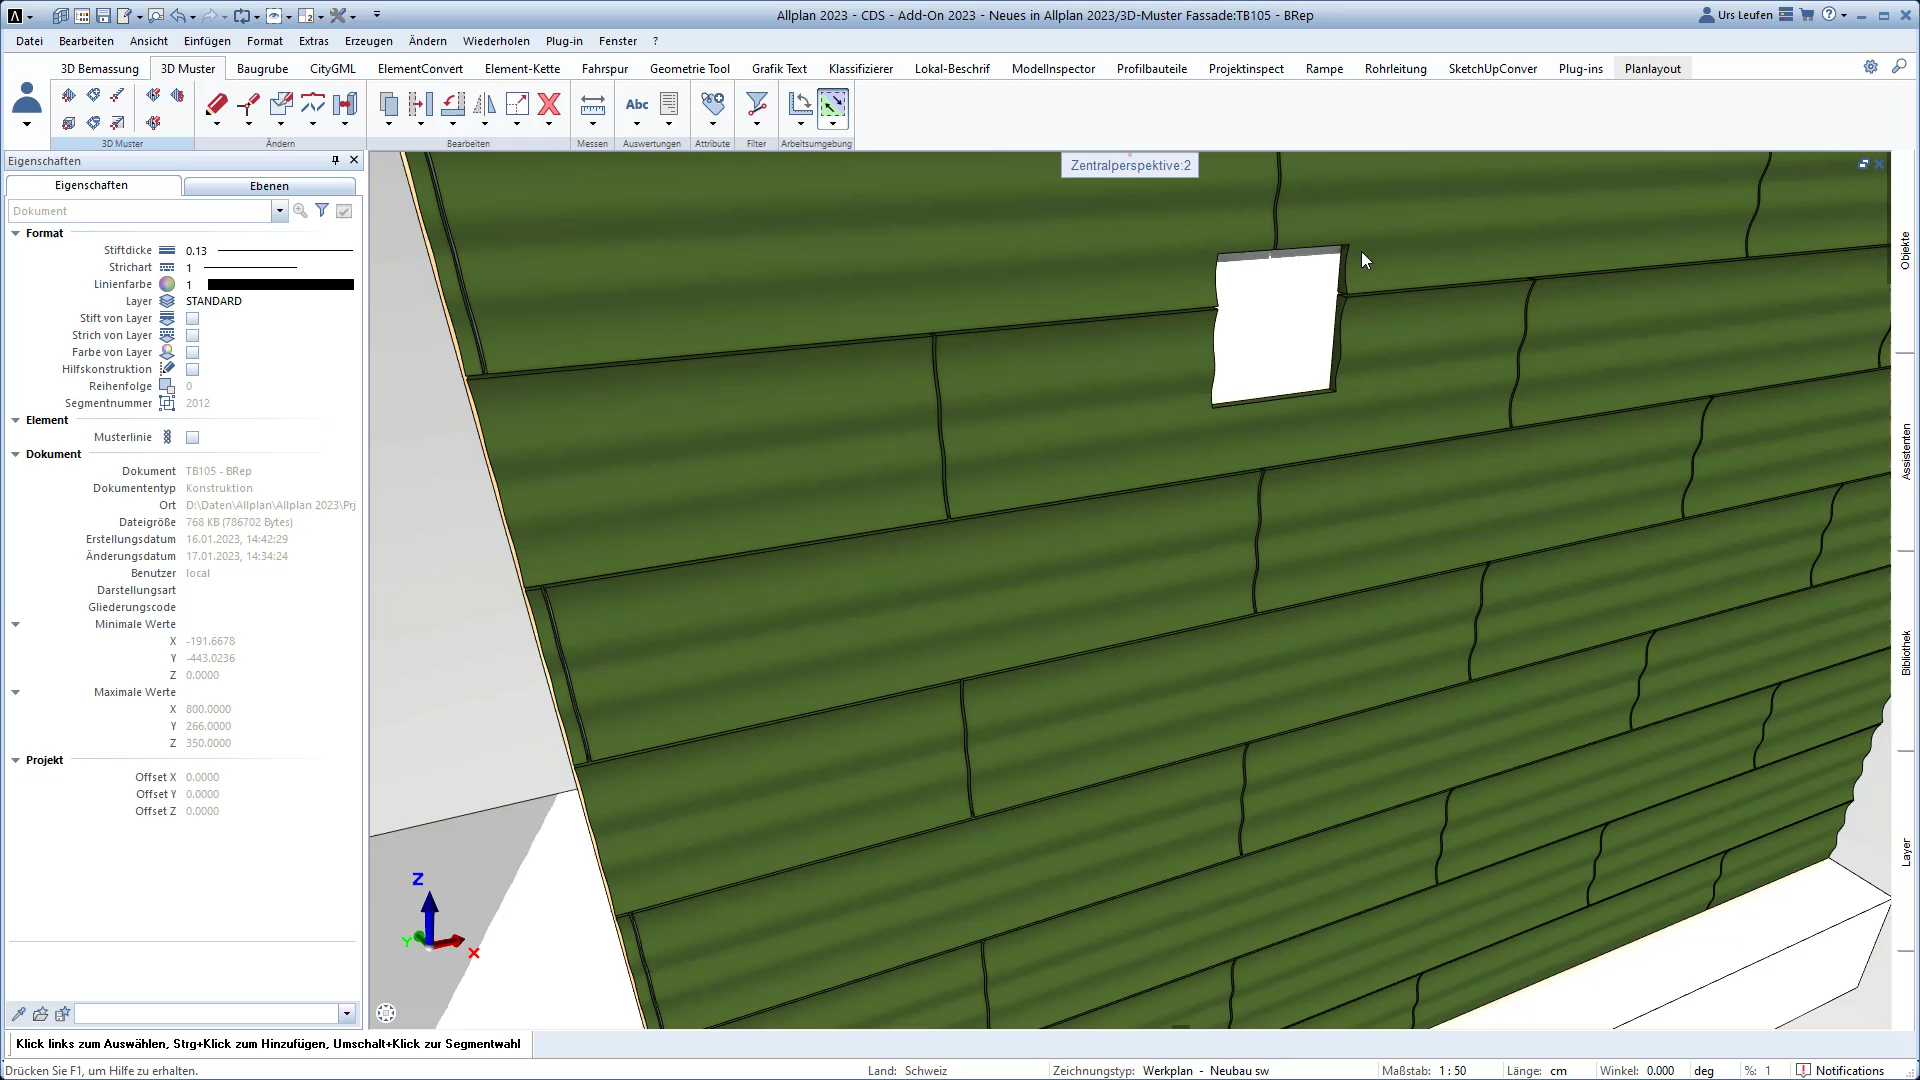 Allplan 2023 - CDS - Add-On 2023 - Neues in Allplan 2023/3D-Muster Fassade:TB105 - BRep
Urs Leufen
Datei Bearbeiten Ansicht Einfügen Format Extras Erzeugen Ändern Wiederholen Plug-in Fenster ?
3D Bemassung 3D Muster Baugrube CityGML ElementConvert Element-Kette Fahrspur Geometrie Tool Grafik Text Klassifizierer Lokal-Beschrif ModelInspector Profilbauteile Projektinspect Rampe Rohrleitung SketchUpConver Plug-ins Planlayout
Abc
3D Muster Ändern Bearbeiten Messen Auswertungen Attribute Filter Arbeitsumgebung
Eigenschaften
Eigenschaften Ebenen
Dokument
Format
Stiftdicke 0.13
Strichart 1
Linienfarbe 1
Layer STANDARD
Stift von Layer
Strich von Layer
Farbe von Layer
Hilfskonstruktion
Reihenfolge 0
Segmentnummer 2012
Element
Musterlinie
Dokument
Dokument TB105 - BRep
Dokumententyp Konstruktion
Ort D:\Daten\Allplan\Allplan 2023\Prj
Dateigröße 768 KB (786702 Bytes)
Erstellungsdatum 16.01.2023, 14:42:29
Änderungsdatum 17.01.2023, 14:34:24
Benutzer local
Darstellungsart
Gliederungscode
Minimale Werte
X -191.6678
Y -443.0236
Z 0.0000
Maximale Werte
X 800.0000
Y 266.0000
Z 350.0000
Projekt
Offset X 0.0000
Offset Y 0.0000
Offset Z 0.0000
Zentralperspektive:2
Z
Y
X
Objekte
Assistenten
Bibliothek
Layer
Klick links zum Auswählen, Strg+Klick zum Hinzufügen, Umschalt+Klick zur Segmentwahl
Drücken Sie F1, um Hilfe zu erhalten. Land: Schweiz Zeichnungstyp: Werkplan - Neubau sw Maßstab: 1 : 50 Länge: cm Winkel: 0.000 deg %: 1 Notifications